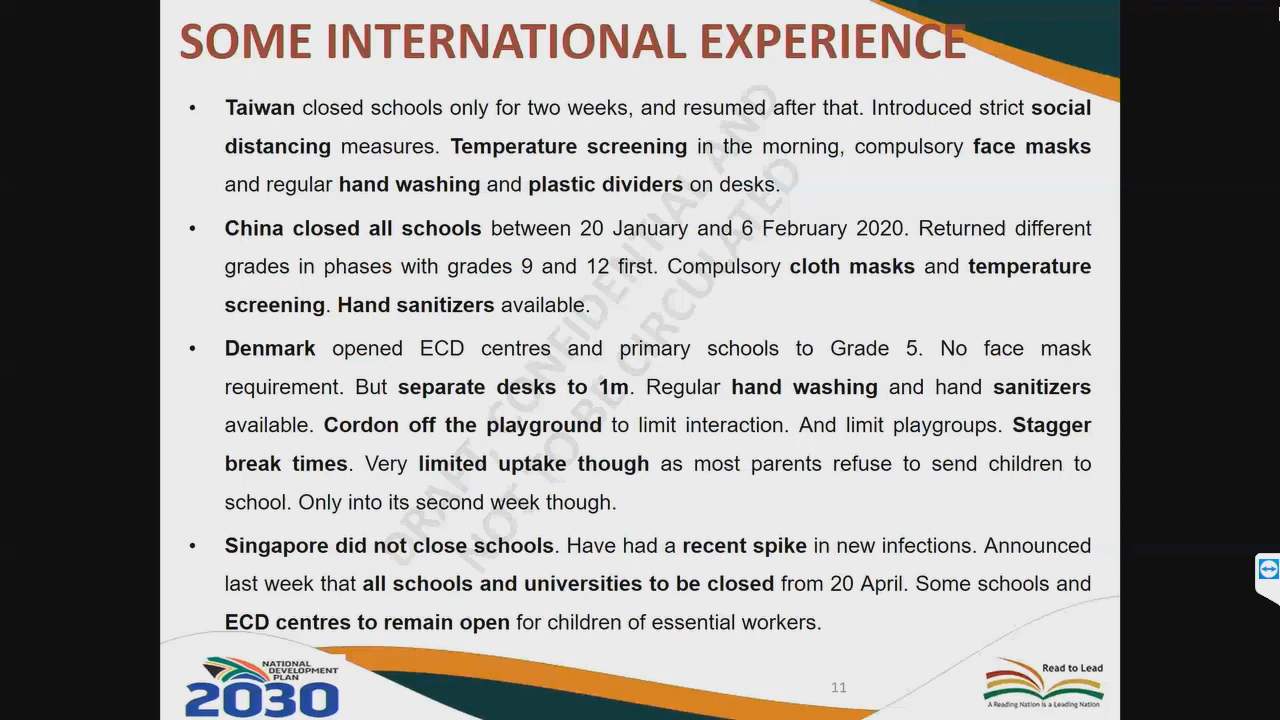 SOME INTERNATIONAL EXPERIENCE
• Taiwan closed schools only for two weeks, and resumed after that. Introduced strict social
distancing measures. Temperature screening in the morning, compulsory face masks
and regular hand washing and plastic dividers on desks.
• China closed all schools between 20 January and 6 February 2020. Returned different
grades in phases with grades 9 and 12 first. Compulsory cloth masks and temperature
screening. Hand sanitizers available.
• Denmark opened ECD centres and primary schools to Grade 5. No face mask
requirement. But separate desks to 1m. Regular hand washing and hand sanitizers
available. Cordon off the playground to limit interaction. And limit playgroups. Stagger
break times. Very limited uptake though as most parents refuse to send children to
school. Only into its second week though.
• Singapore did not close schools. Have had a recent spike in new infections. Announced
last week that all schools and universities to be closed from 20 April. Some schools and
ECD centres to remain open for children of essential workers.
DRAFT, CONFIDENTIAL AND
NOT TO BE CIRCULATED
NATIONAL
DEVELOPMENT
PLAN
2030
11
Read to Lead
A Reading Nation is a Leading Nation